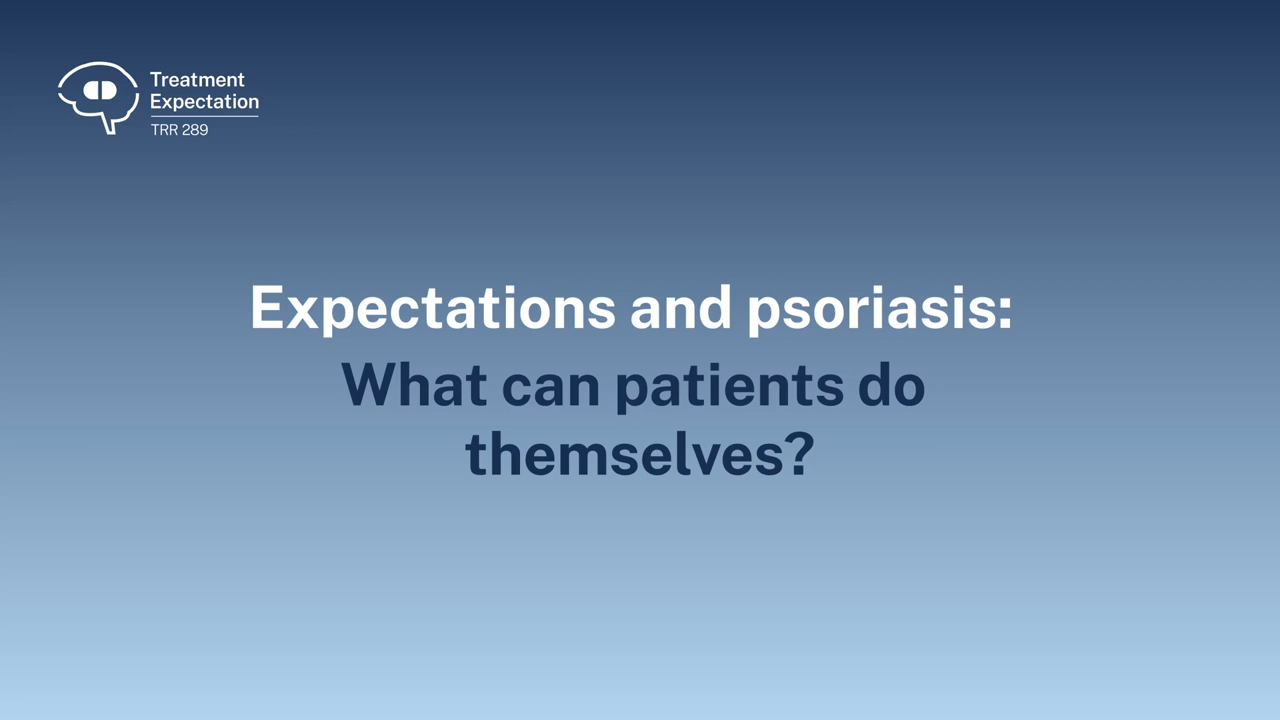 Treatment
Expectation
TRR 289
Expectations and psoriasis:
What can patients do
themselves?